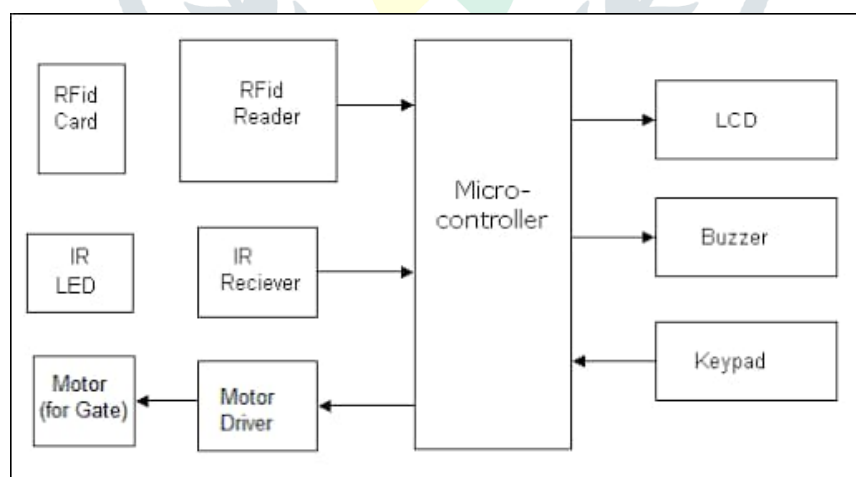 RFid
Card
RFid
Reader
Micro-
controller
LCD
IR
LED
IR
Reciever
Buzzer
Motor
(for Gate)
Motor
Driver
Keypad